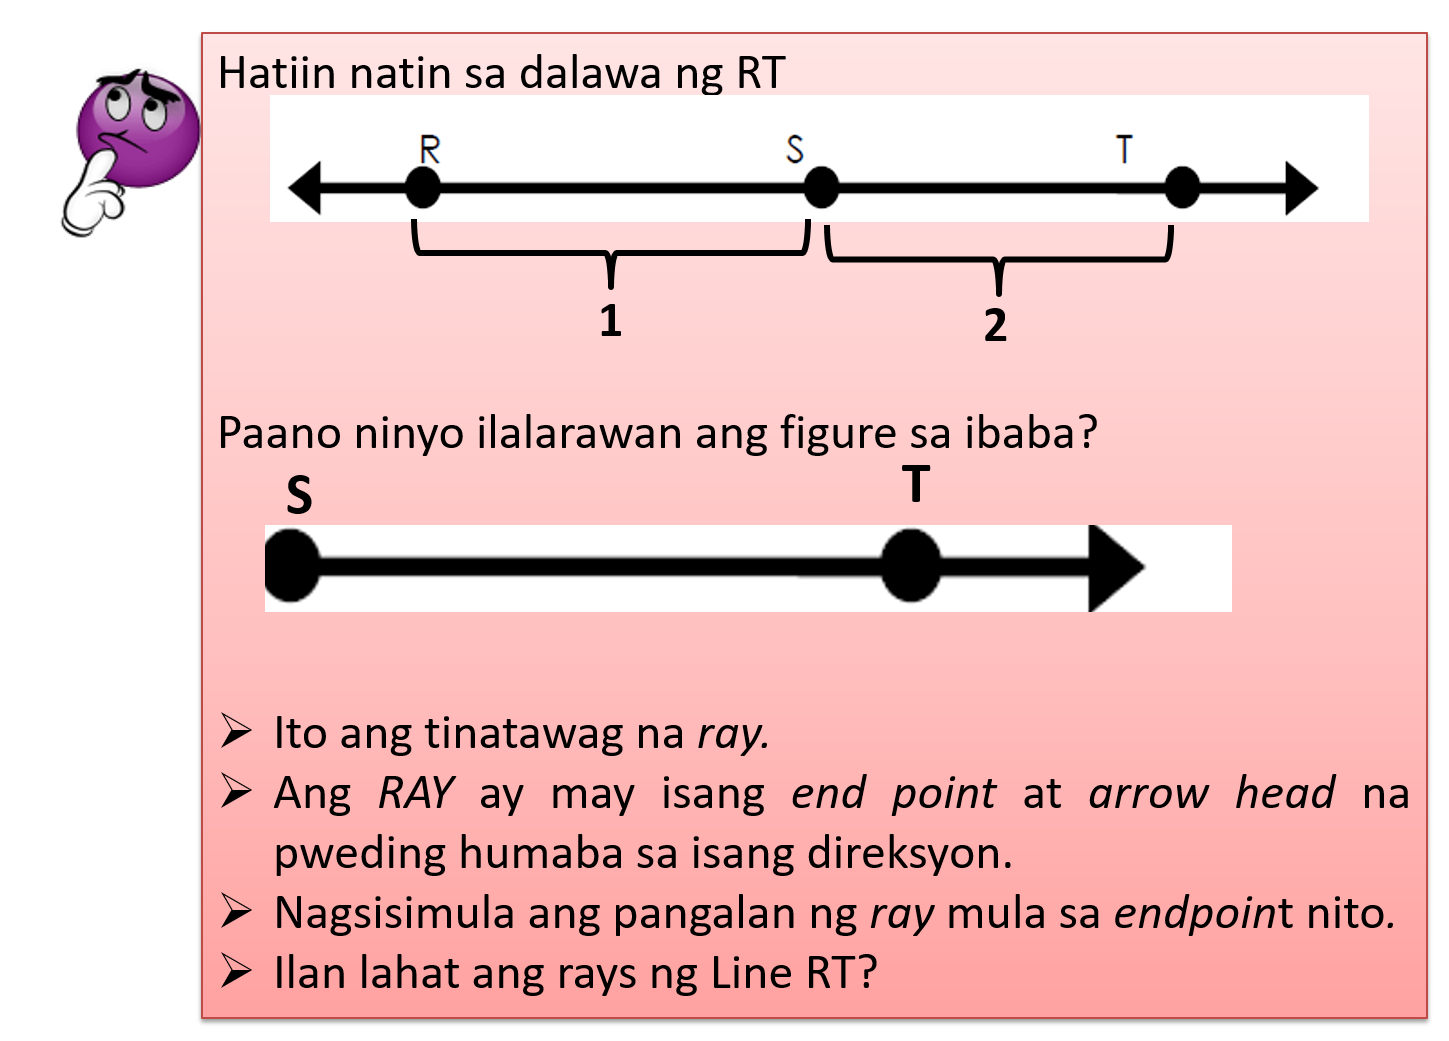 Hatiin natin sa dalawa ng RT
R S T
1 2
Paano ninyo ilalarawan ang figure sa ibaba?
S T
➢ Ito ang tinatawag na ray.
➢ Ang RAY ay may isang end point at arrow head na
pweding humaba sa isang direksyon.
➢ Nagsisimula ang pangalan ng ray mula sa endpoint nito.
➢ Ilan lahat ang rays ng Line RT?